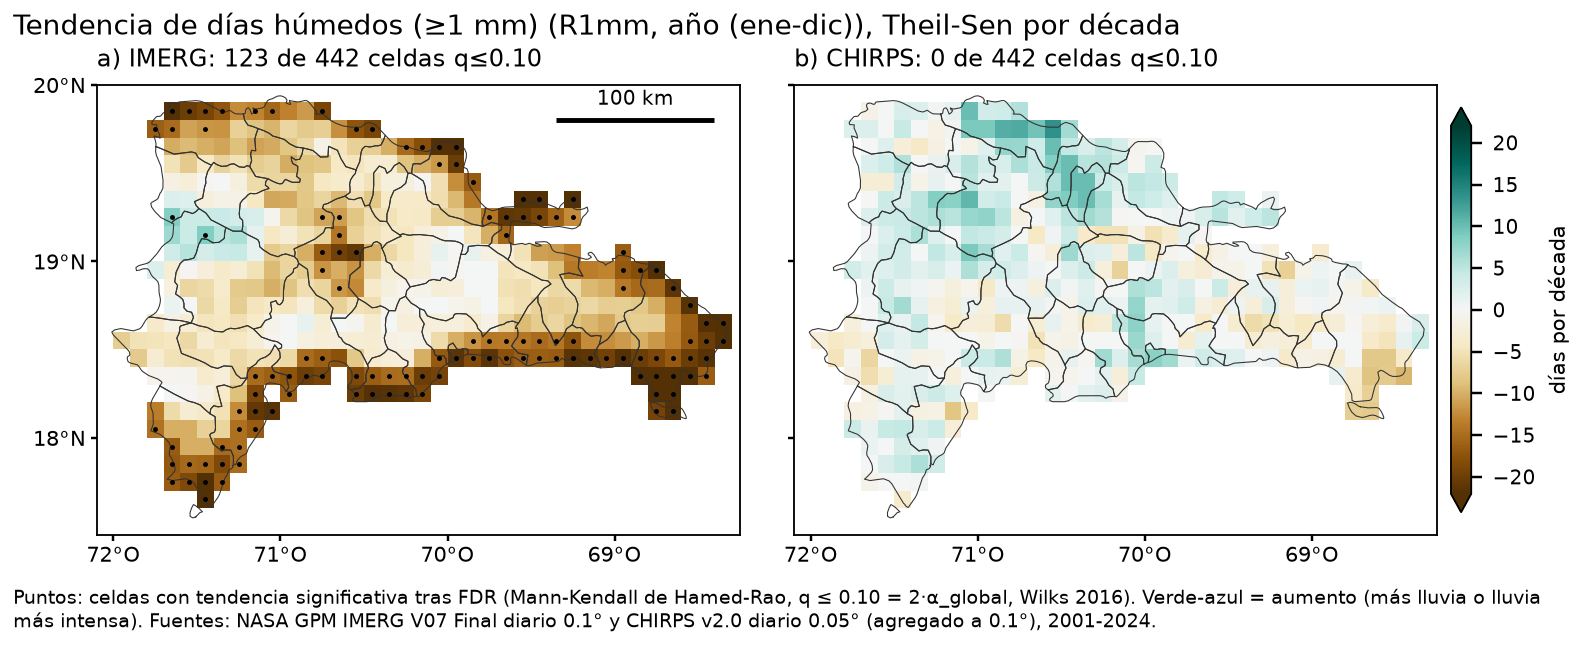 Tendencia de días húmedos (≥1 mm) (R1mm, año (ene-dic)), Theil-Sen por década
a) IMERG: 123 de 442 celdas q≤0.10
b) CHIRPS: 0 de 442 celdas q≤0.10
100 km
20°N
19°N
18°N
72°O
71°O
70°O
69°O
72°O
71°O
70°O
69°O
20
15
10
5
0
−5
−10
−15
−20
días por década
Puntos: celdas con tendencia significativa tras FDR (Mann-Kendall de Hamed-Rao, q ≤ 0.10 = 2·α_global, Wilks 2016). Verde-azul = aumento (más lluvia o lluvia
más intensa). Fuentes: NASA GPM IMERG V07 Final diario 0.1° y CHIRPS v2.0 diario 0.05° (agregado a 0.1°), 2001-2024.